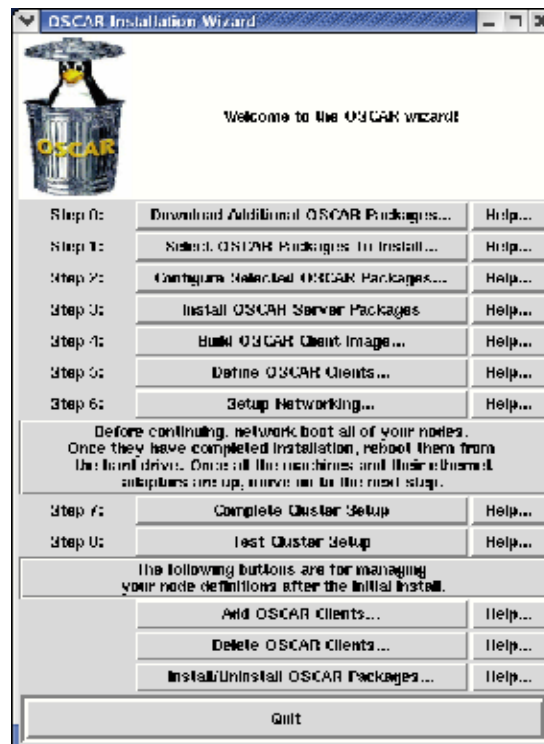 OSCAR Installation Wizard
OSCAR
Welcome to the OSCAR wizard!
Step 0: Download Additional OSCAR Packages... Help...
Step 1: Select OSCAR Packages To Install... Help...
Step 2: Configure Selected OSCAR Packages... Help...
Step 3: Install OSCAR Server Packages Help...
Step 4: Build OSCAR Client Image... Help...
Step 5: Define OSCAR Clients... Help...
Step 6: Setup Networking... Help...
Before continuing, network boot all of your nodes.
Once they have completed installation, reboot them from
the hard drive. Once all the machines and their ethernet
adaptors are up, move on to the next step.
Step 7: Complete Cluster Setup Help...
Step 8: Test Cluster Setup Help...
The following buttons are for managing
your node definitions after the initial install.
Add OSCAR Clients... Help...
Delete OSCAR Clients... Help...
Install/Uninstall OSCAR Packages... Help...
Quit